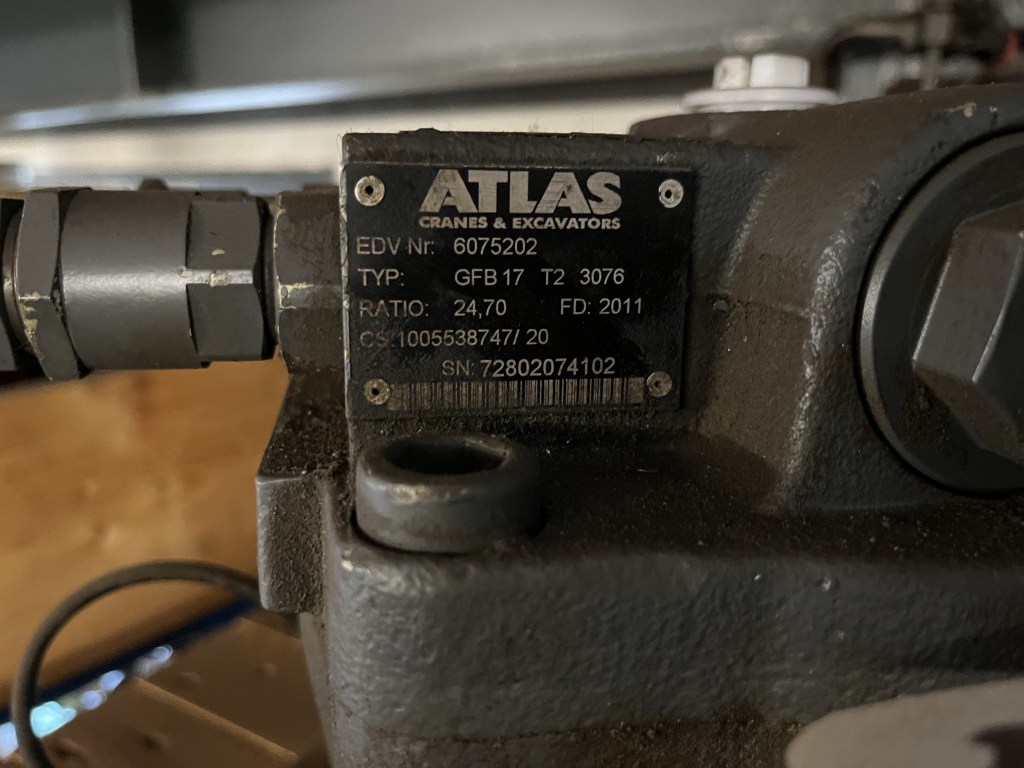 ATLAS
CRANES & EXCAVATORS
EDV Nr: 6075202
TYP: GFB 17 T2 3076
RATIO: 24,70 FD: 2011
CS:1005538747/ 20
SN: 72802074102